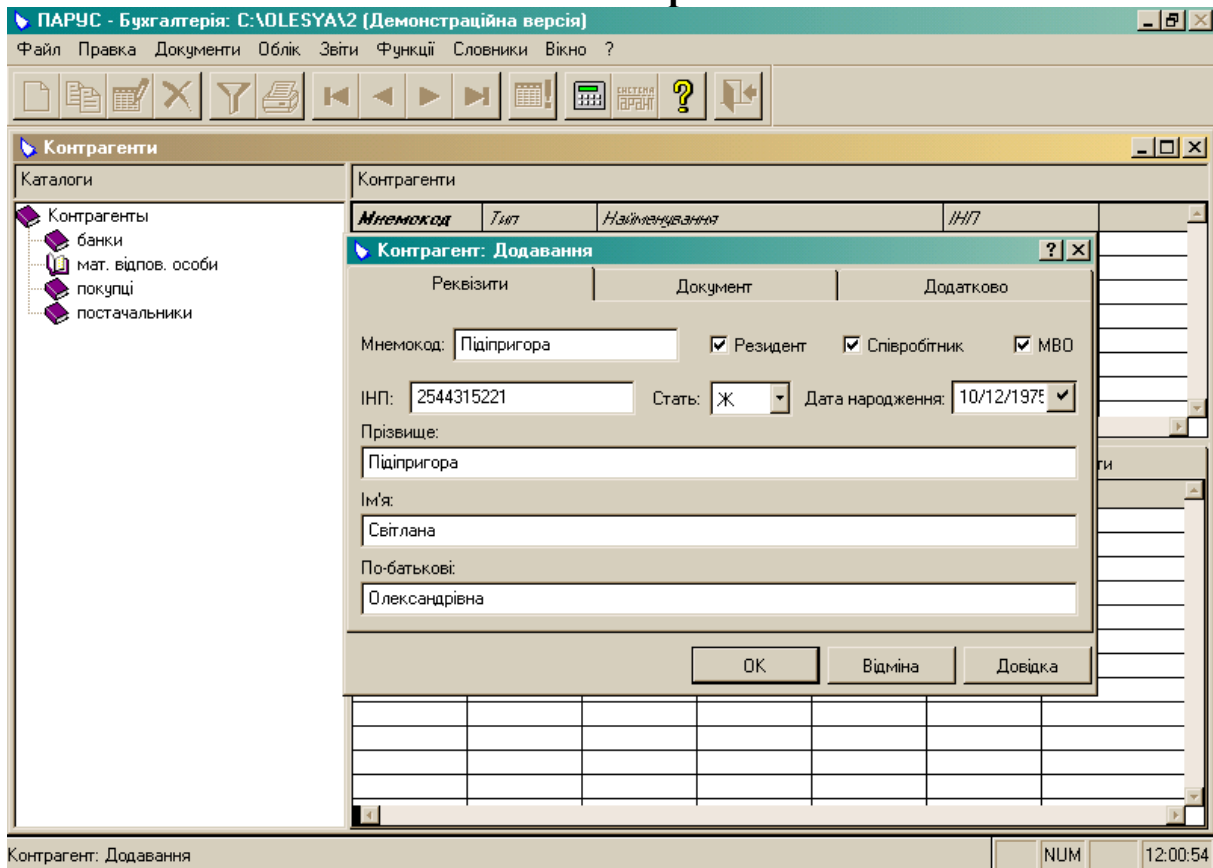 ПАРУС - Бухгалтерія: C:\OLESYA\2 (Демонстраційна версія)
Файл Правка Документи Облік Звіти Функції Словники Вікно ?
СИСТЕМА ГАРАНТ
Контрагенти
Каталоги Контрагенти
Контрагенты Мнемокод Тип Найменування ІНП
банки
мат. відпов. особи
покупці
постачальники
Контрагент: Додавання
Реквізити Документ Додатково
Мнемокод: Підіпригора Резидент Співробітник МВО
ІНП: 2544315221 Стать: Ж Дата народження: 10/12/1975
Прізвище:
Підіпригора
ти
Ім'я:
Світлана
По-батькові:
Олександрівна
OK Відміна Довідка
Контрагент: Додавання NUM 12:00:54